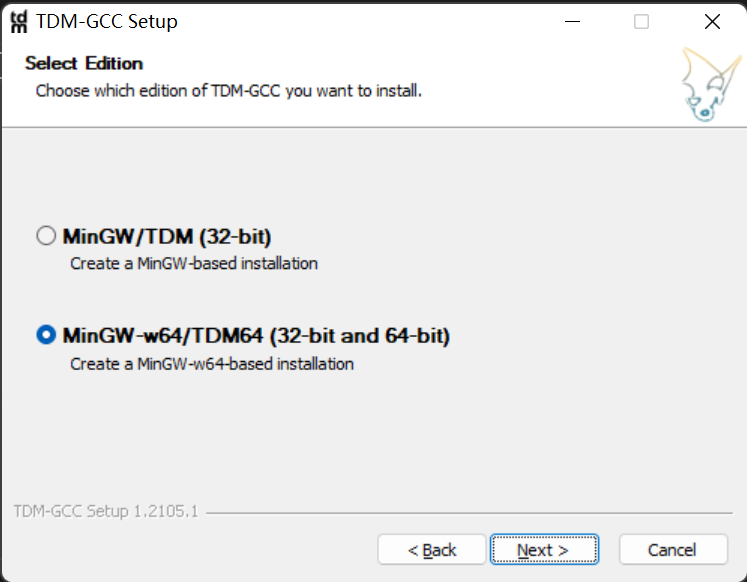 tdm TDM-GCC Setup
Select Edition
Choose which edition of TDM-GCC you want to install.
MinGW/TDM (32-bit)
Create a MinGW-based installation
MinGW-w64/TDM64 (32-bit and 64-bit)
Create a MinGW-w64-based installation
TDM-GCC Setup 1.2105.1
< Back Next > Cancel